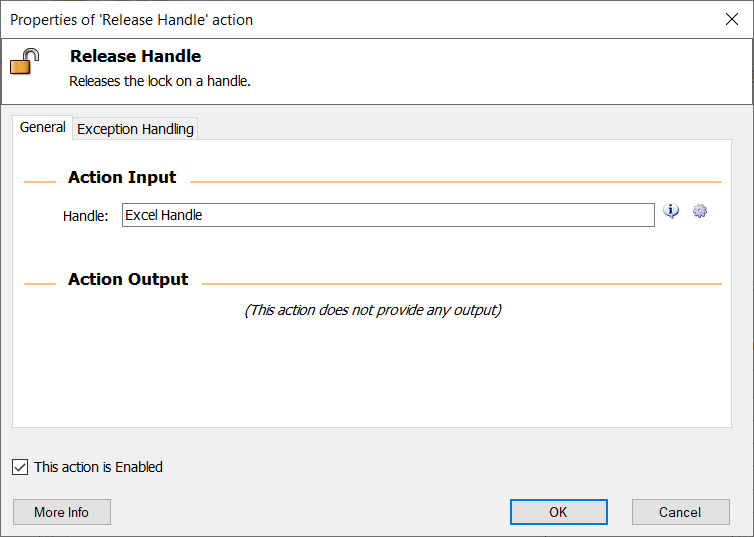 Properties of 'Release Handle' action
Release Handle
Releases the lock on a handle.
General
Exception Handling
Action Input
Handle:
Excel Handle
Action Output
(This action does not provide any output)
This action is Enabled
More Info
OK
Cancel